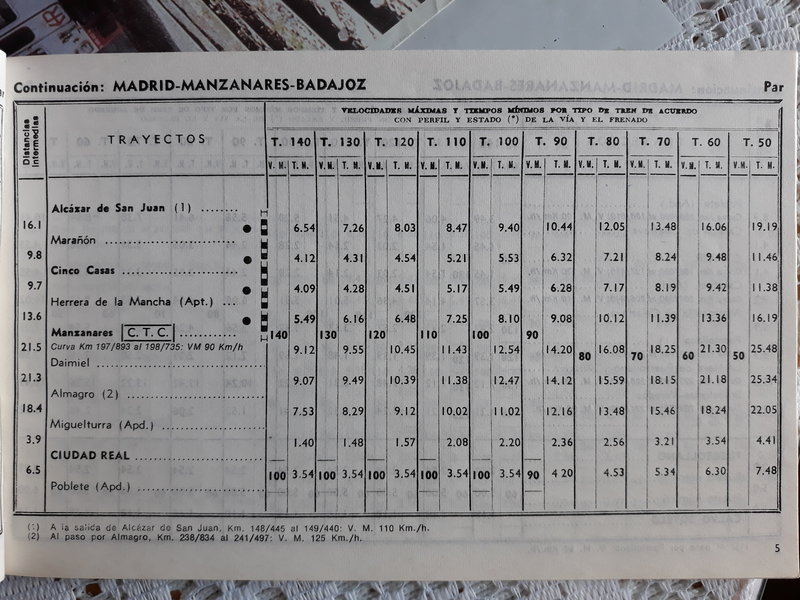 Continuación: MADRID-MANZANARES-BADAJOZ Par
Distancias intermedias
TRAYECTOS
VELOCIDADES MÁXIMAS Y TIEMPOS MÍNIMOS POR TIPO DE TREN DE ACUERDO
CON PERFIL Y ESTADO (*) DE LA VÍA Y EL FRENADO
T. 140 T. 130 T. 120 T. 110 T. 100 T. 90 T. 80 T. 70 T. 60 T. 50
V. M. T. M. V. M. T. M. V. M. T. M. V. M. T. M. V. M. T. M. V. M. T. M. V. M. T. M. V. M. T. M. V. M. T. M. V. M. T. M.
Alcázar de San Juan (1) ........
16.1 6.54 7.26 8.03 8.47 9.40 10.44 12.05 13.48 16.06 19.19
Marañón ........................
9.8 4.12 4.31 4.54 5.21 5.53 6.32 7.21 8.24 9.48 11.46
Cinco Casas ....................
9.7 4.09 4.28 4.51 5.17 5.49 6.28 7.17 8.19 9.42 11.38
Herrera de la Mancha (Apt.) ...
13.6 5.49 6.16 6.48 7.25 8.10 9.08 10.12 11.39 13.36 16.19
Manzanares C. T. C. ...........
140 130 120 110 100 90
Curva Km 197/893 al 198/735: VM 90 Km/h
21.5 9.12 9.55 10.45 11.43 12.54 14.20 80 16.08 70 18.25 60 21.30 50 25.48
Daimiel ........................
21.3 9.07 9.49 10.39 11.38 12.47 14.12 15.59 18.15 21.18 25.34
Almagro (2) ....................
18.4 7.53 8.29 9.12 10.02 11.02 12.16 13.48 15.46 18.24 22.05
Miguelturra (Apd.) .............
3.9 1.40 1.48 1.57 2.08 2.20 2.36 2.56 3.21 3.54 4.41
CIUDAD REAL ....................
6.5 100 3.54 100 3.54 100 3.54 100 3.54 100 3.54 90 4 20 4.53 5.34 6.30 7.48
Poblete (Apd.) .................
(1) A la salida de Alcázar de San Juan, Km. 148/445 al 149/440: V. M. 110 Km./h.
(2) Al paso por Almagro, Km. 238/834 al 241/497: V. M. 125 Km./h.
5